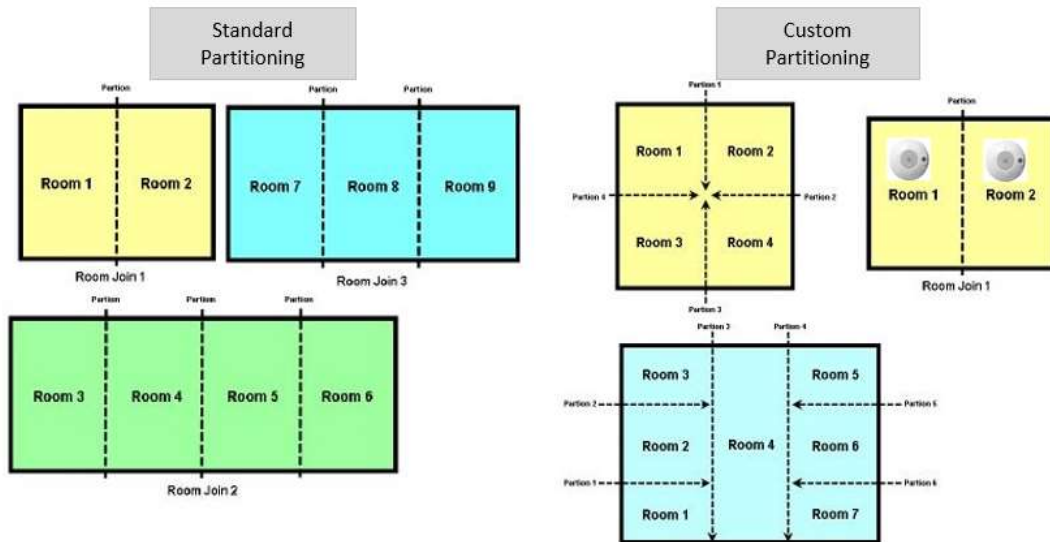 Standard
Partitioning
Partion
Room 1
Room 2
Room Join 1
Partion
Partion
Room 7
Room 8
Room 9
Room Join 3
Partion
Partion
Partion
Room 3
Room 4
Room 5
Room 6
Room Join 2
Custom
Partitioning
Partion 1
Room 1
Room 2
Partion 4
Partion 2
Room 3
Room 4
Partion 3
Partion
Room 1
Room 2
Room Join 1
Partion 3
Partion 4
Room 3
Room 5
Partion 2
Partion 5
Room 2
Room 4
Room 6
Partion 1
Partion 6
Room 1
Room 7